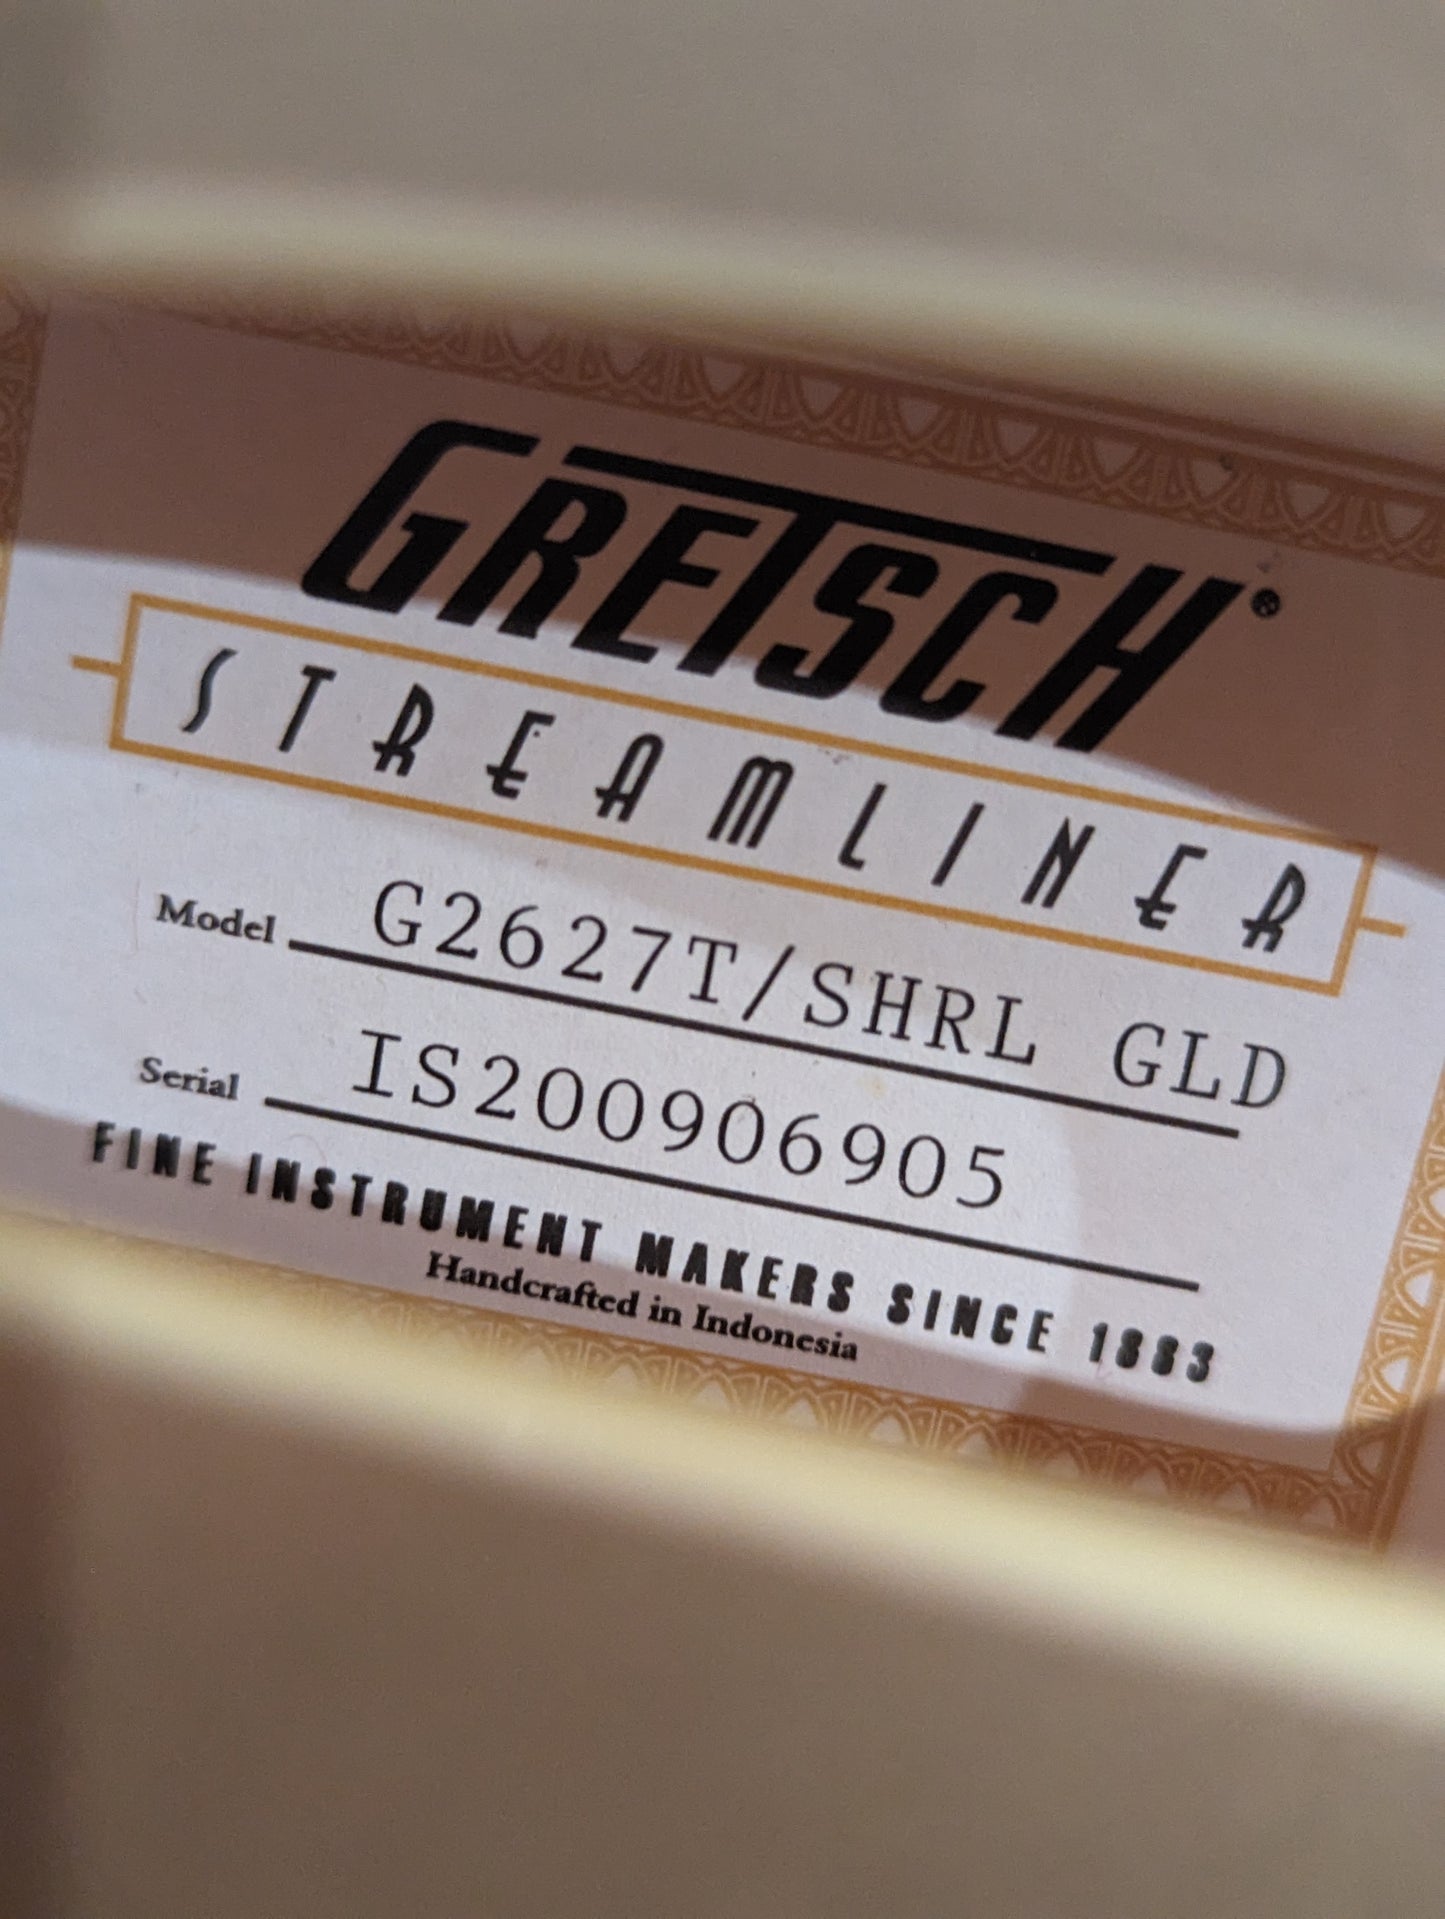 GRETSCH®
STREAMLINER
Model G2627T/SHRL GLD
Serial IS200906905
FINE INSTRUMENT MAKERS SINCE 1883
Handcrafted in Indonesia